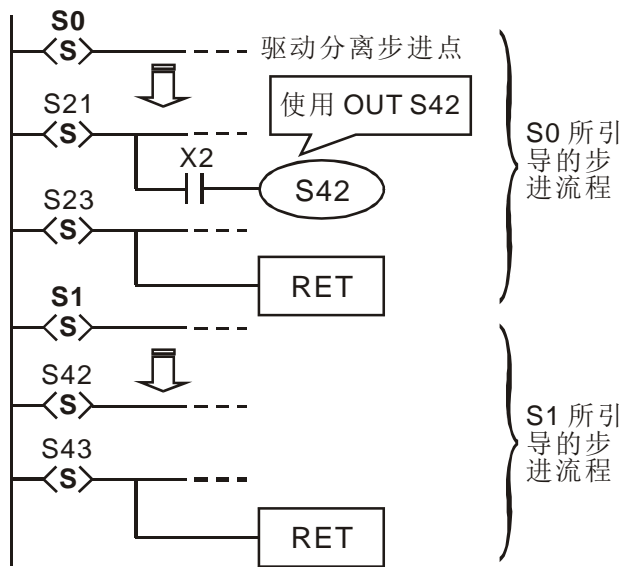 S0
S
驱动分离步进点
S21
S
使用 OUT S42
X2
S42
S23
S
RET
S0 所引
导的步
进流程
S1
S
S42
S
S43
S
RET
S1 所引
导的步
进流程